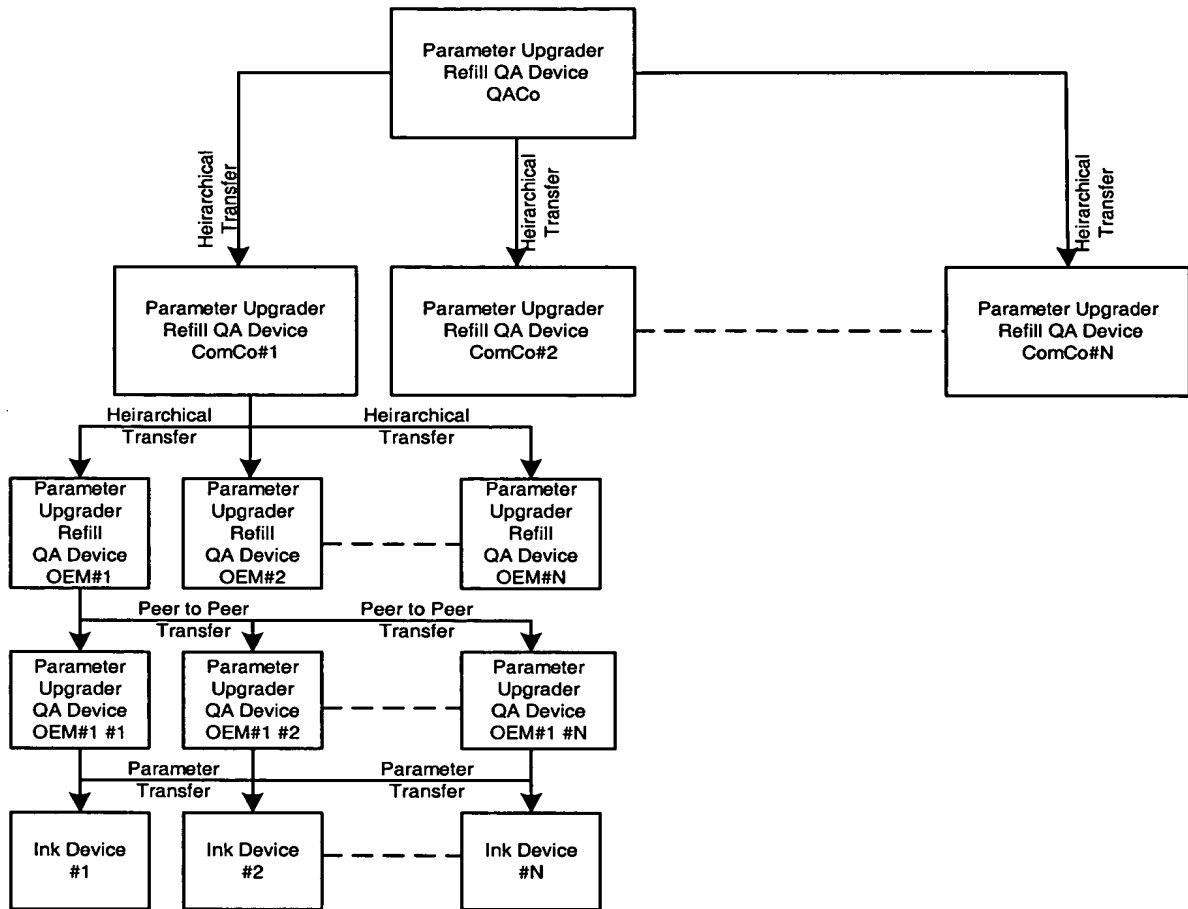 Parameter Upgrader
Refill QA Device
QACo
Heirarchical
Transfer
Heirarchical
Transfer
Heirarchical
Transfer
Parameter Upgrader
Refill QA Device
ComCo#1
Parameter Upgrader
Refill QA Device
ComCo#2
Parameter Upgrader
Refill QA Device
ComCo#N
Heirarchical
Transfer
Heirarchical
Transfer
Parameter
Upgrader
Refill
QA Device
OEM#1
Parameter
Upgrader
Refill
QA Device
OEM#2
Parameter
Upgrader
Refill
QA Device
OEM#N
Peer to Peer
Transfer
Peer to Peer
Transfer
Parameter
Upgrader
QA Device
OEM#1 #1
Parameter
Upgrader
QA Device
OEM#1 #2
Parameter
Upgrader
QA Device
OEM#1 #N
Parameter
Transfer
Parameter
Transfer
Ink Device
#1
Ink Device
#2
Ink Device
#N